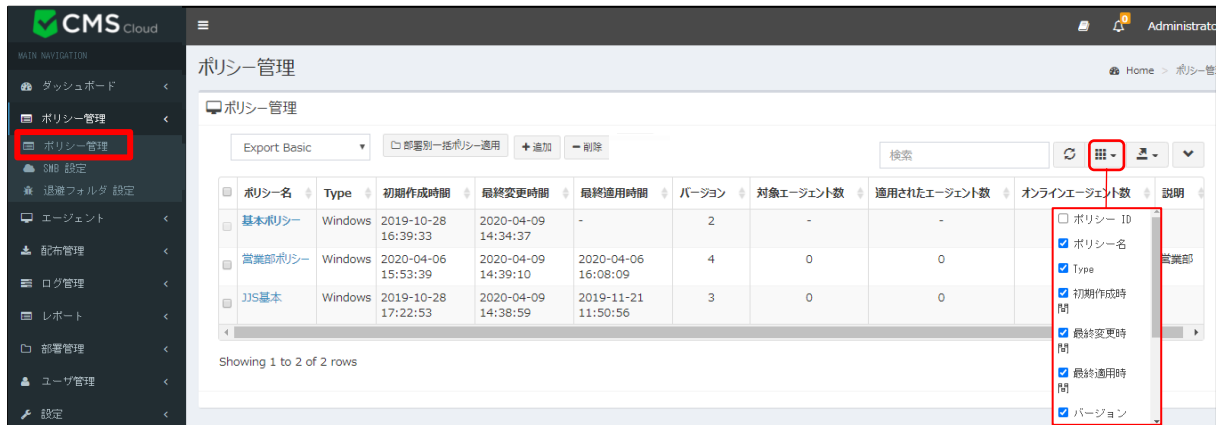 CMS Cloud
0
Administrato
MAIN NAVIGATION
ダッシュボード
ポリシー管理
ポリシー管理
SMB 設定
退避フォルダ 設定
エージェント
配布管理
ログ管理
レポート
部署管理
ユーザ管理
設定
ポリシー管理
Home > ポリシー管
ポリシー管理
Export Basic
部署別一括ポリシー適用
追加
削除
検索
ポリシー名 Type 初期作成時間 最終変更時間 最終適用時間 バージョン 対象エージェント数 適用されたエージェント数 オンラインエージェント数 説明
基本ポリシー Windows 2019-10-28 2020-04-09 - 2 - -
16:39:33 14:34:37
営業部ポリシー Windows 2020-04-06 2020-04-09 2020-04-06 4 0 0 営業部
15:53:39 14:39:10 16:08:09
JJS基本 Windows 2019-10-28 2020-04-09 2019-11-21 3 0 0
17:22:53 14:38:59 11:50:56
Showing 1 to 2 of 2 rows
ポリシー ID
ポリシー名
Type
初期作成時
間
最終変更時
間
最終適用時
間
バージョン